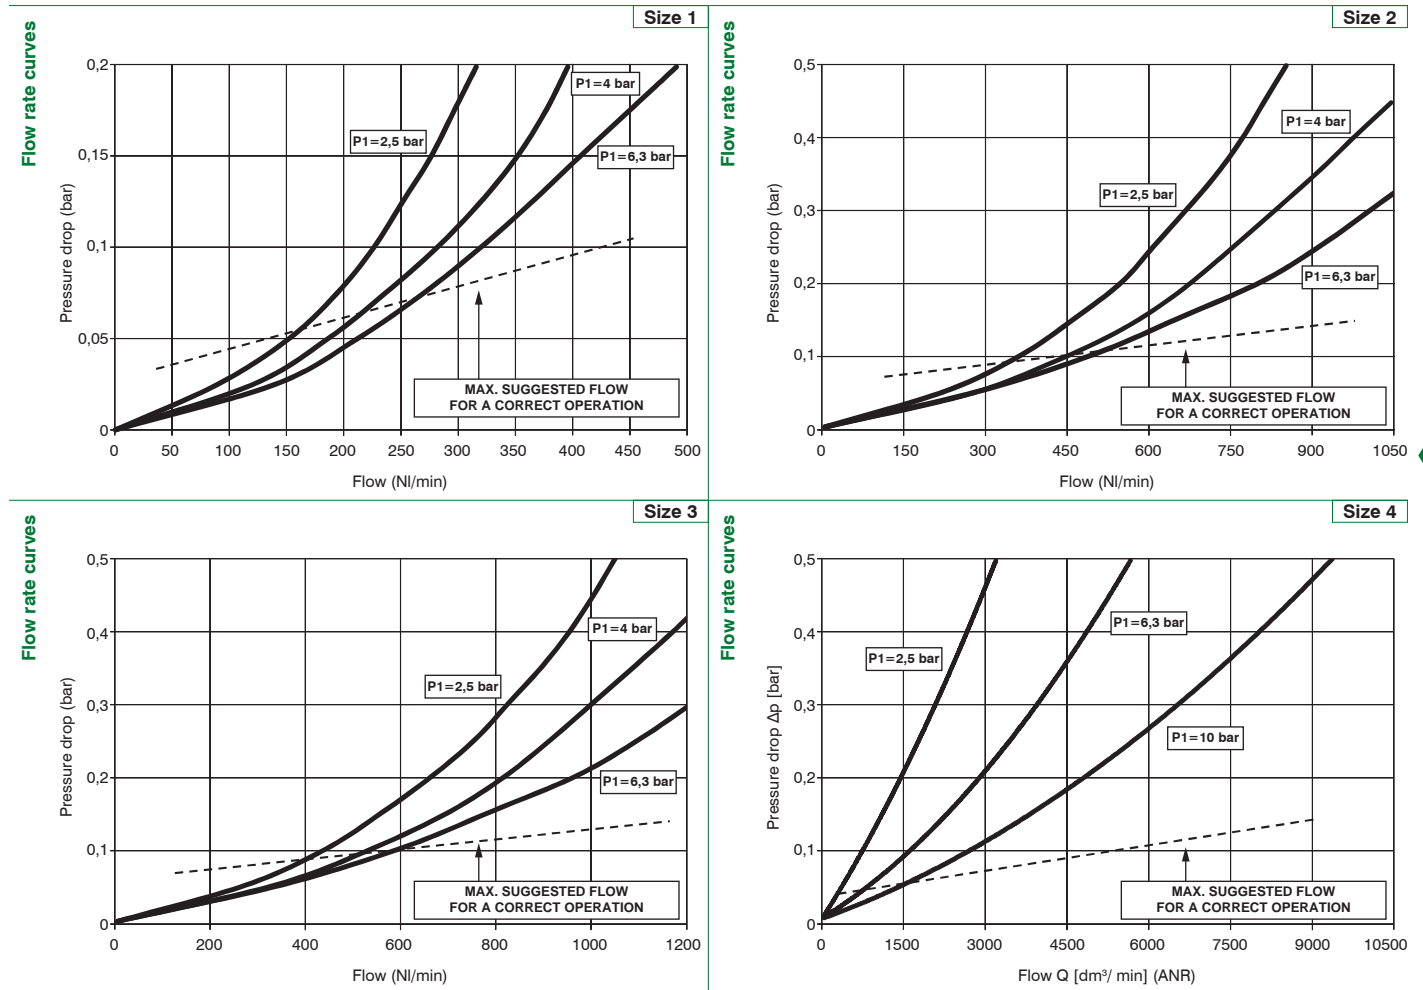 Size 1
Flow rate curves
Pressure drop (bar)
0,2
0,15
0,1
0,05
0
P1=2,5 bar
P1=4 bar
P1=6,3 bar
MAX. SUGGESTED FLOW
FOR A CORRECT OPERATION
0 50 100 150 200 250 300 350 400 450 500
Flow (Nl/min)
Size 2
Flow rate curves
Pressure drop (bar)
0,5
0,4
0,3
0,2
0,1
0
P1=4 bar
P1=2,5 bar
P1=6,3 bar
MAX. SUGGESTED FLOW
FOR A CORRECT OPERATION
0 150 300 450 600 750 900 1050
Flow (Nl/min)
Size 3
Flow rate curves
Pressure drop (bar)
0,5
0,4
0,3
0,2
0,1
0
P1=4 bar
P1=2,5 bar
P1=6,3 bar
MAX. SUGGESTED FLOW
FOR A CORRECT OPERATION
0 200 400 600 800 1000 1200
Flow (Nl/min)
Size 4
Flow rate curves
Pressure drop Δp [bar]
0,5
0,4
0,3
0,2
0,1
0
P1=6,3 bar
P1=2,5 bar
P1=10 bar
MAX. SUGGESTED FLOW
FOR A CORRECT OPERATION
0 1500 3000 4500 6000 7500 9000 10500
Flow Q [dm³/ min] (ANR)